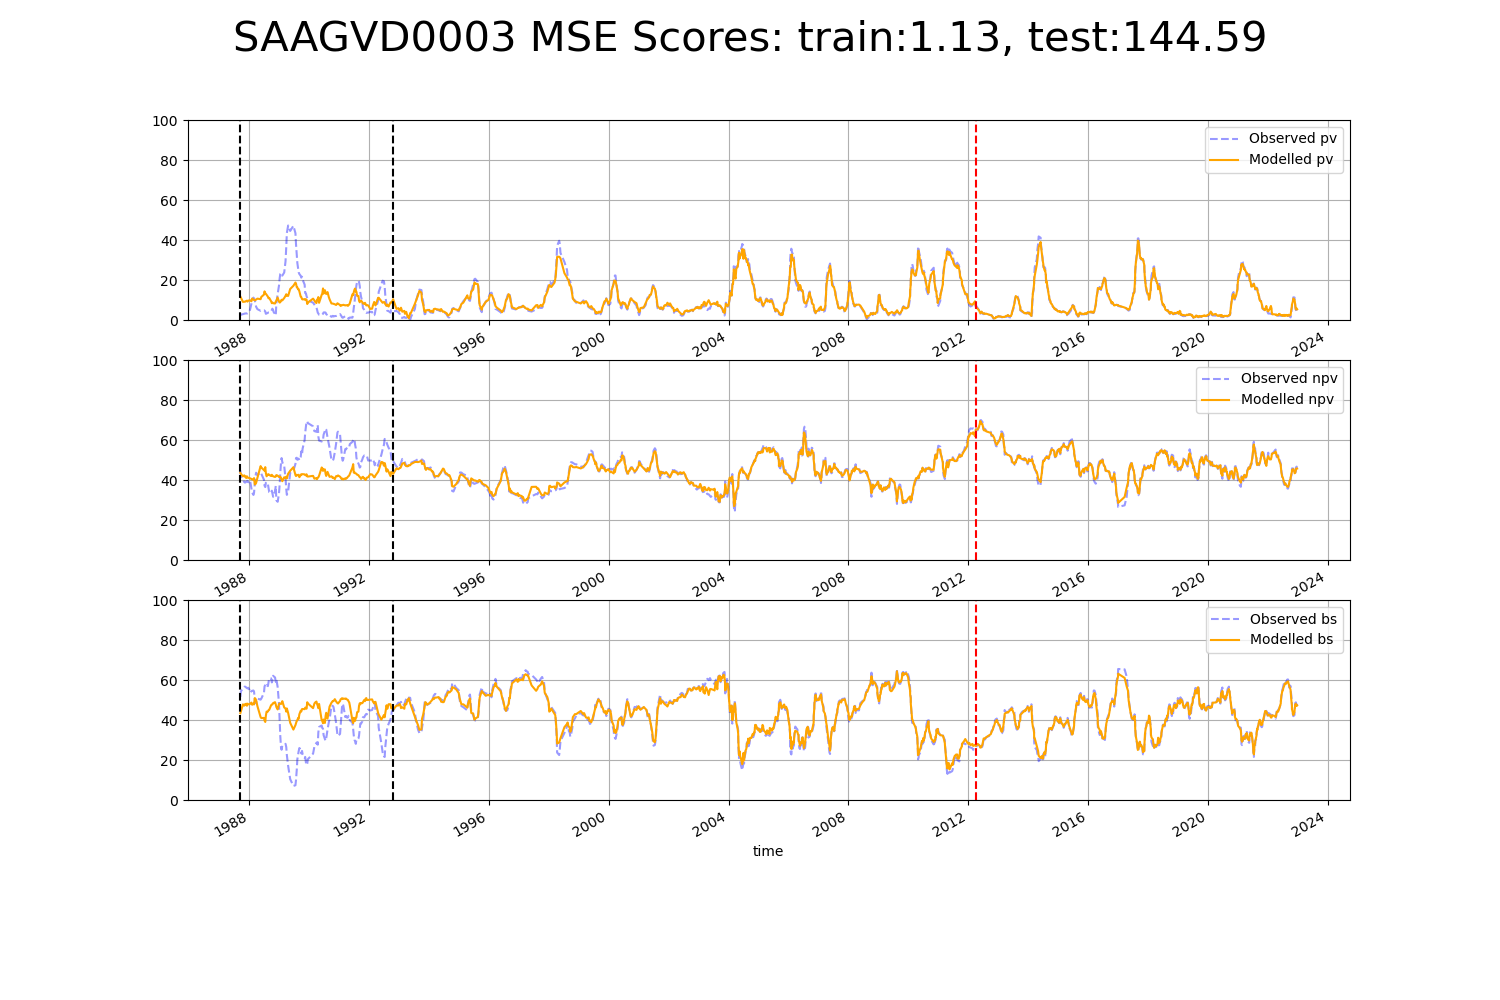 SAAGVD0003 MSE Scores: train:1.13, test:144.59
100
80
60
40
20
0
Observed pv
Modelled pv
1988 1992 1996 2000 2004 2008 2012 2016 2020 2024
100
80
60
40
20
0
Observed npv
Modelled npv
1988 1992 1996 2000 2004 2008 2012 2016 2020 2024
100
80
60
40
20
0
Observed bs
Modelled bs
1988 1992 1996 2000 2004 2008 2012 2016 2020 2024
time